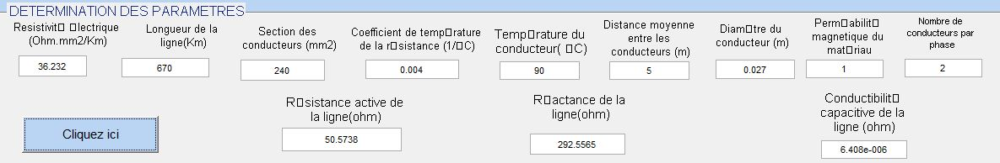 DETERMINATION DES PARAMETRES
Resistivit□ □lectrique
(Ohm.mm2/Km)
36.232
Longueur de la
ligne(Km)
670
Section des
conducteurs (mm2)
240
Coefficient de temp□rature
de la r□sistance (1/□C)
0.004
Temp□rature du
conducteur( □C)
90
Distance moyenne
entre les
conducteurs (m)
5
Diam□tre du
conducteur (m)
0.027
Perm□abilit□
magnetique du
mat□riau
1
Nombre de
conducteurs par
phase
2
Cliquez ici
R□sistance active de
la ligne(ohm)
50.5738
R□actance de la
ligne(ohm)
292.5565
Conductibilit□
capacitive de la
ligne (ohm)
6.408e-006